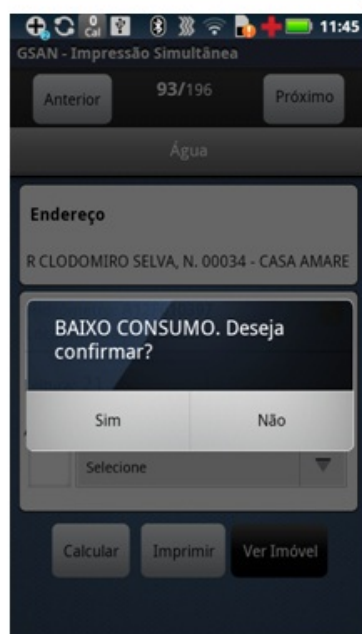 11:45
GSAN - Impressão Simultânea
Anterior
93/196
Próximo
Água
Endereço
R CLODOMIRO SELVA, N. 00034 - CASA AMARE
BAIXO CONSUMO. Deseja
confirmar?
Sim
Não
Selecione
Calcular
Imprimir
Ver Imóvel